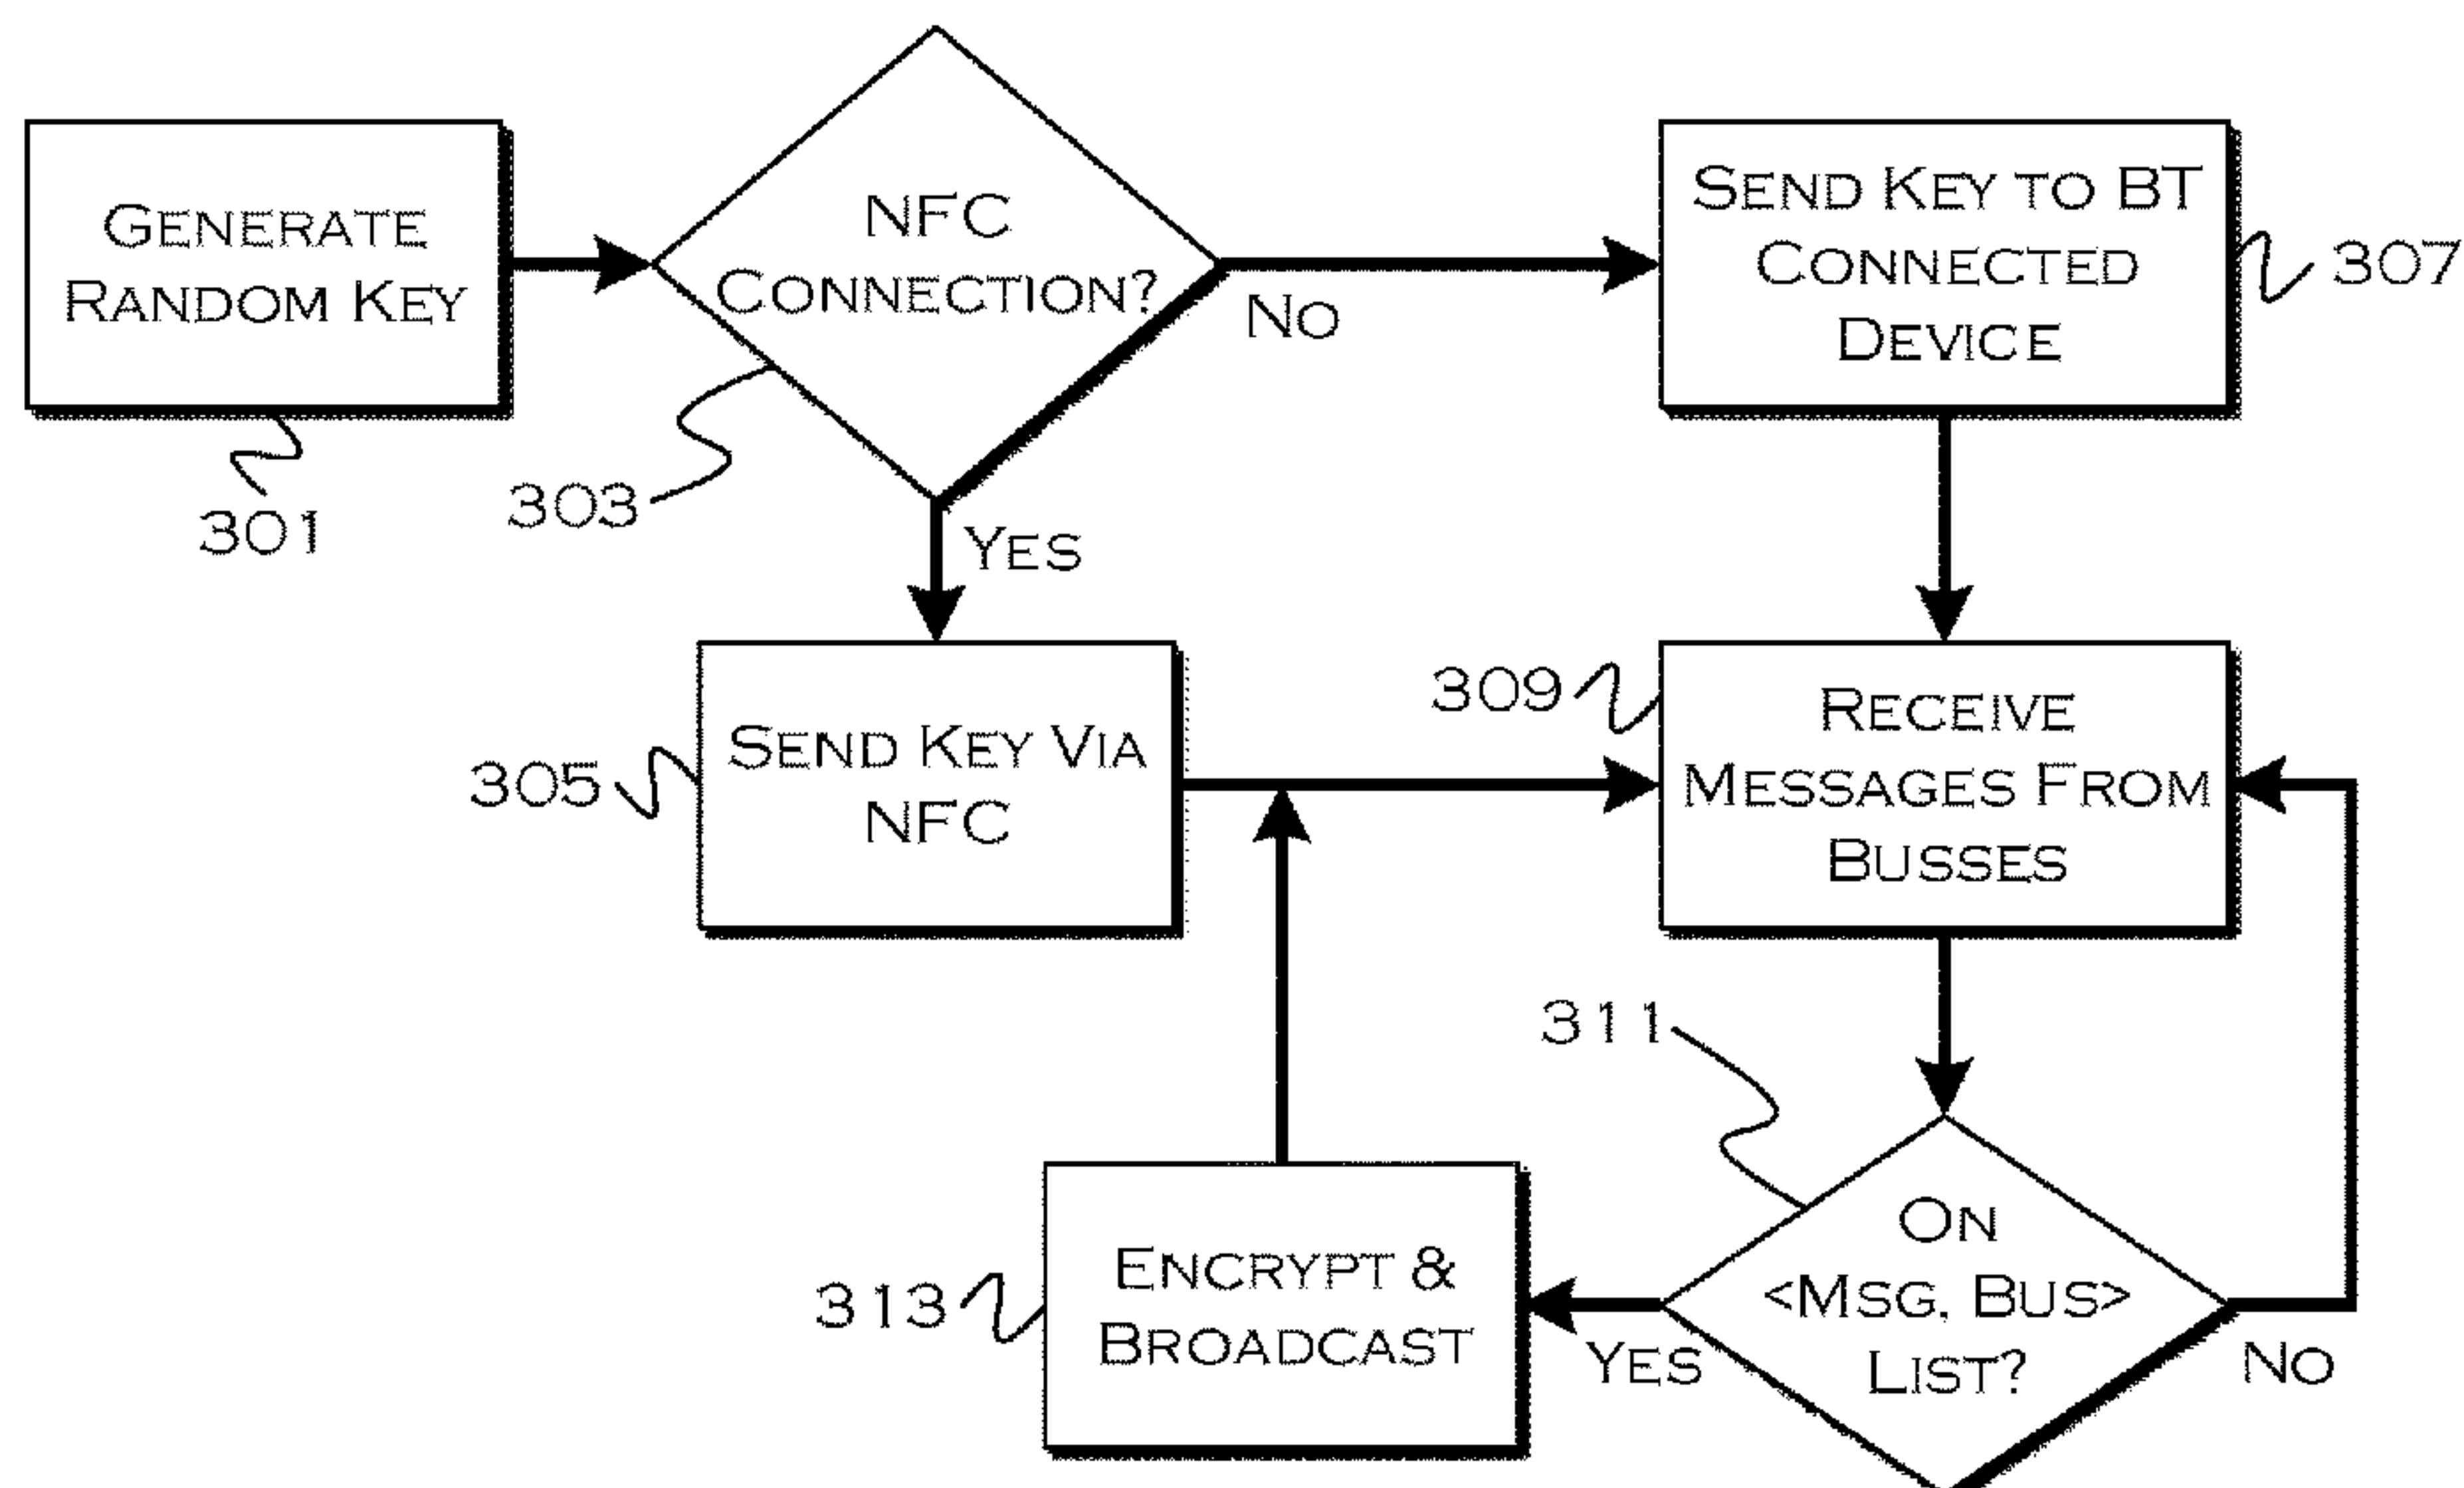 GENERATE
RANDOM KEY
301
NFC
CONNECTION?
303
NO
YES
SEND KEY TO BT
CONNECTED
DEVICE
307
SEND KEY VIA
NFC
305
309
RECEIVE
MESSAGES FROM
BUSSES
311
ON
<MSG, BUS>
LIST?
YES
NO
ENCRYPT &
BROADCAST
313